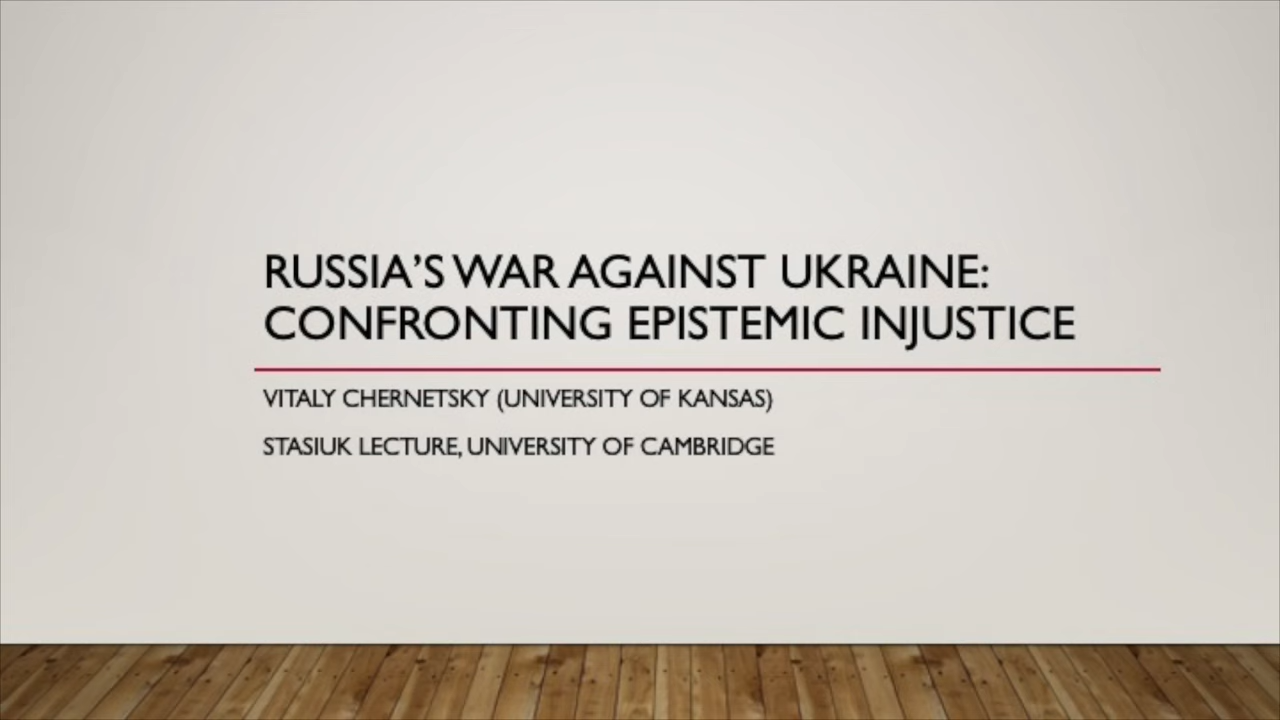 RUSSIA'S WAR AGAINST UKRAINE:
CONFRONTING EPISTEMIC INJUSTICE
VITALY CHERNETSKY (UNIVERSITY OF KANSAS)
STASIUK LECTURE, UNIVERSITY OF CAMBRIDGE